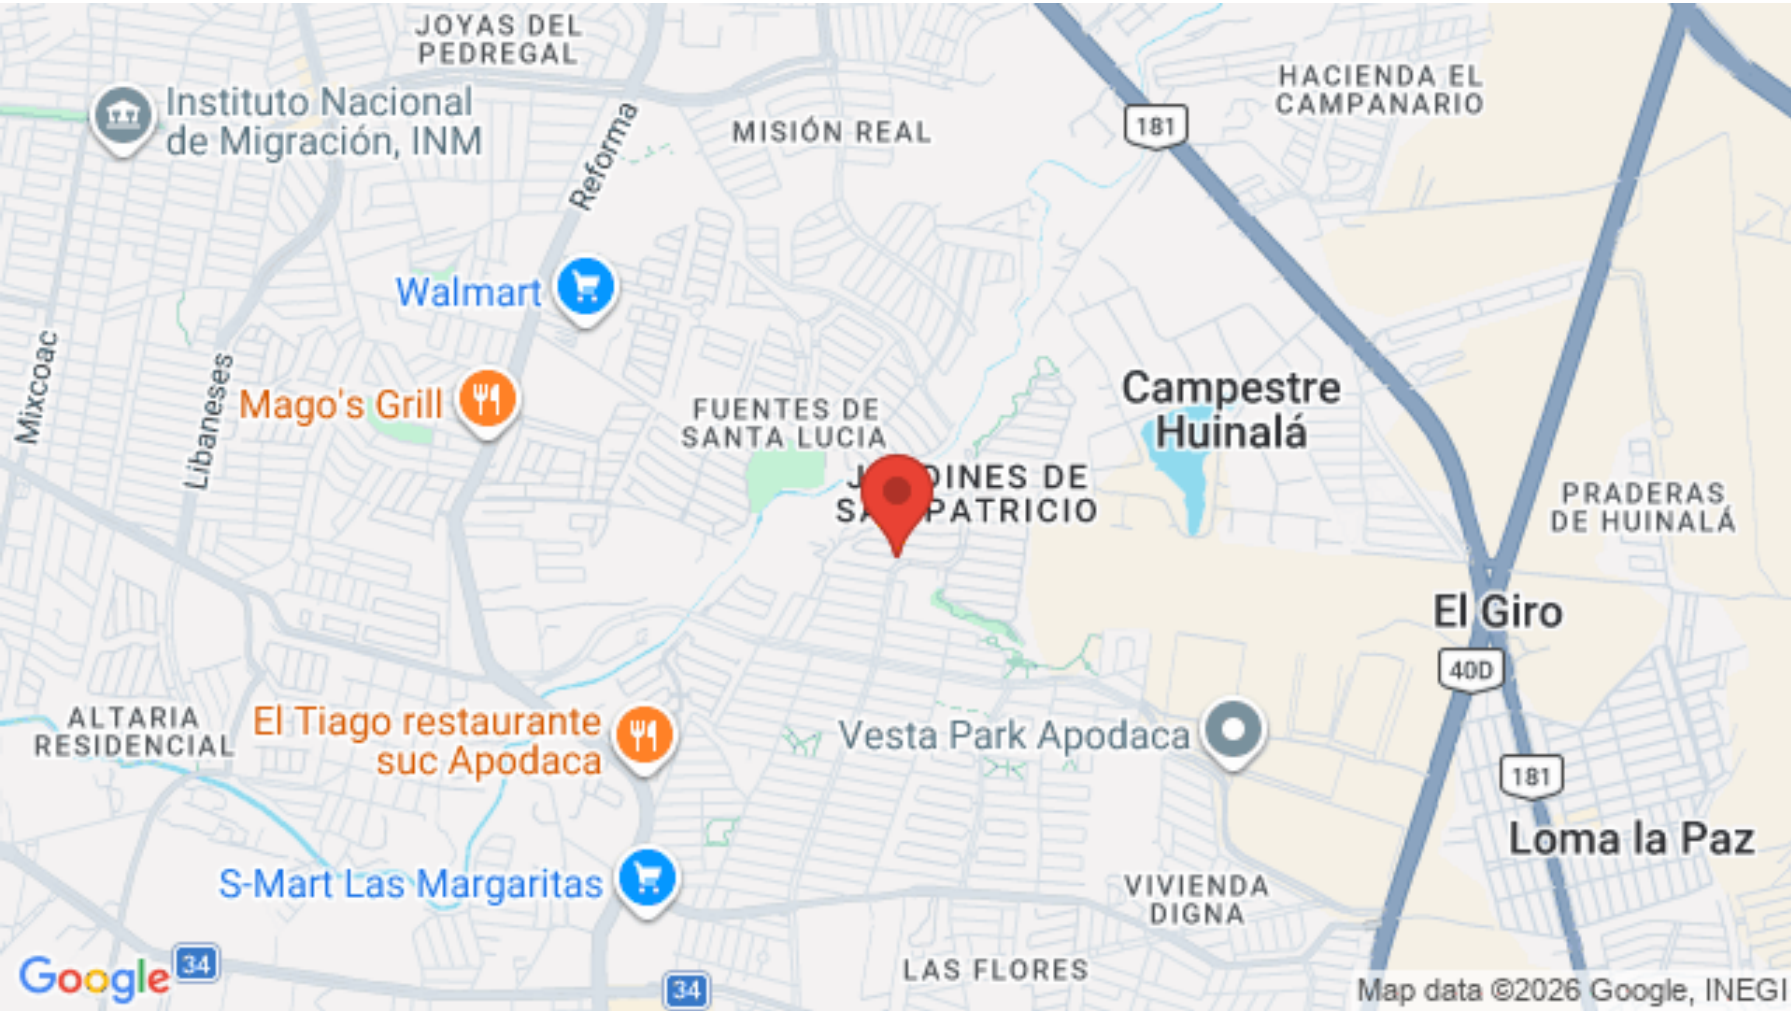 JOYAS DEL
PEDREGAL
HACIENDA EL
CAMPANARIO
Instituto Nacional
de Migración, INM
Reforma
MISIÓN REAL
181
Walmart
Mixcoac
Libaneses
Mago's Grill
FUENTES DE
SANTA LUCIA
Campestre
Huinalá
DINES DE
PATRICIO
PRADERAS
DE HUINALÁ
El Giro
40D
ALTARIA
RESIDENCIAL
El Tiago restaurante
suc Apodaca
Vesta Park Apodaca
181
Loma la Paz
S-Mart Las Margaritas
VIVIENDA
DIGNA
LAS FLORES
Google
34
34
Map data ©2026 Google, INEGI